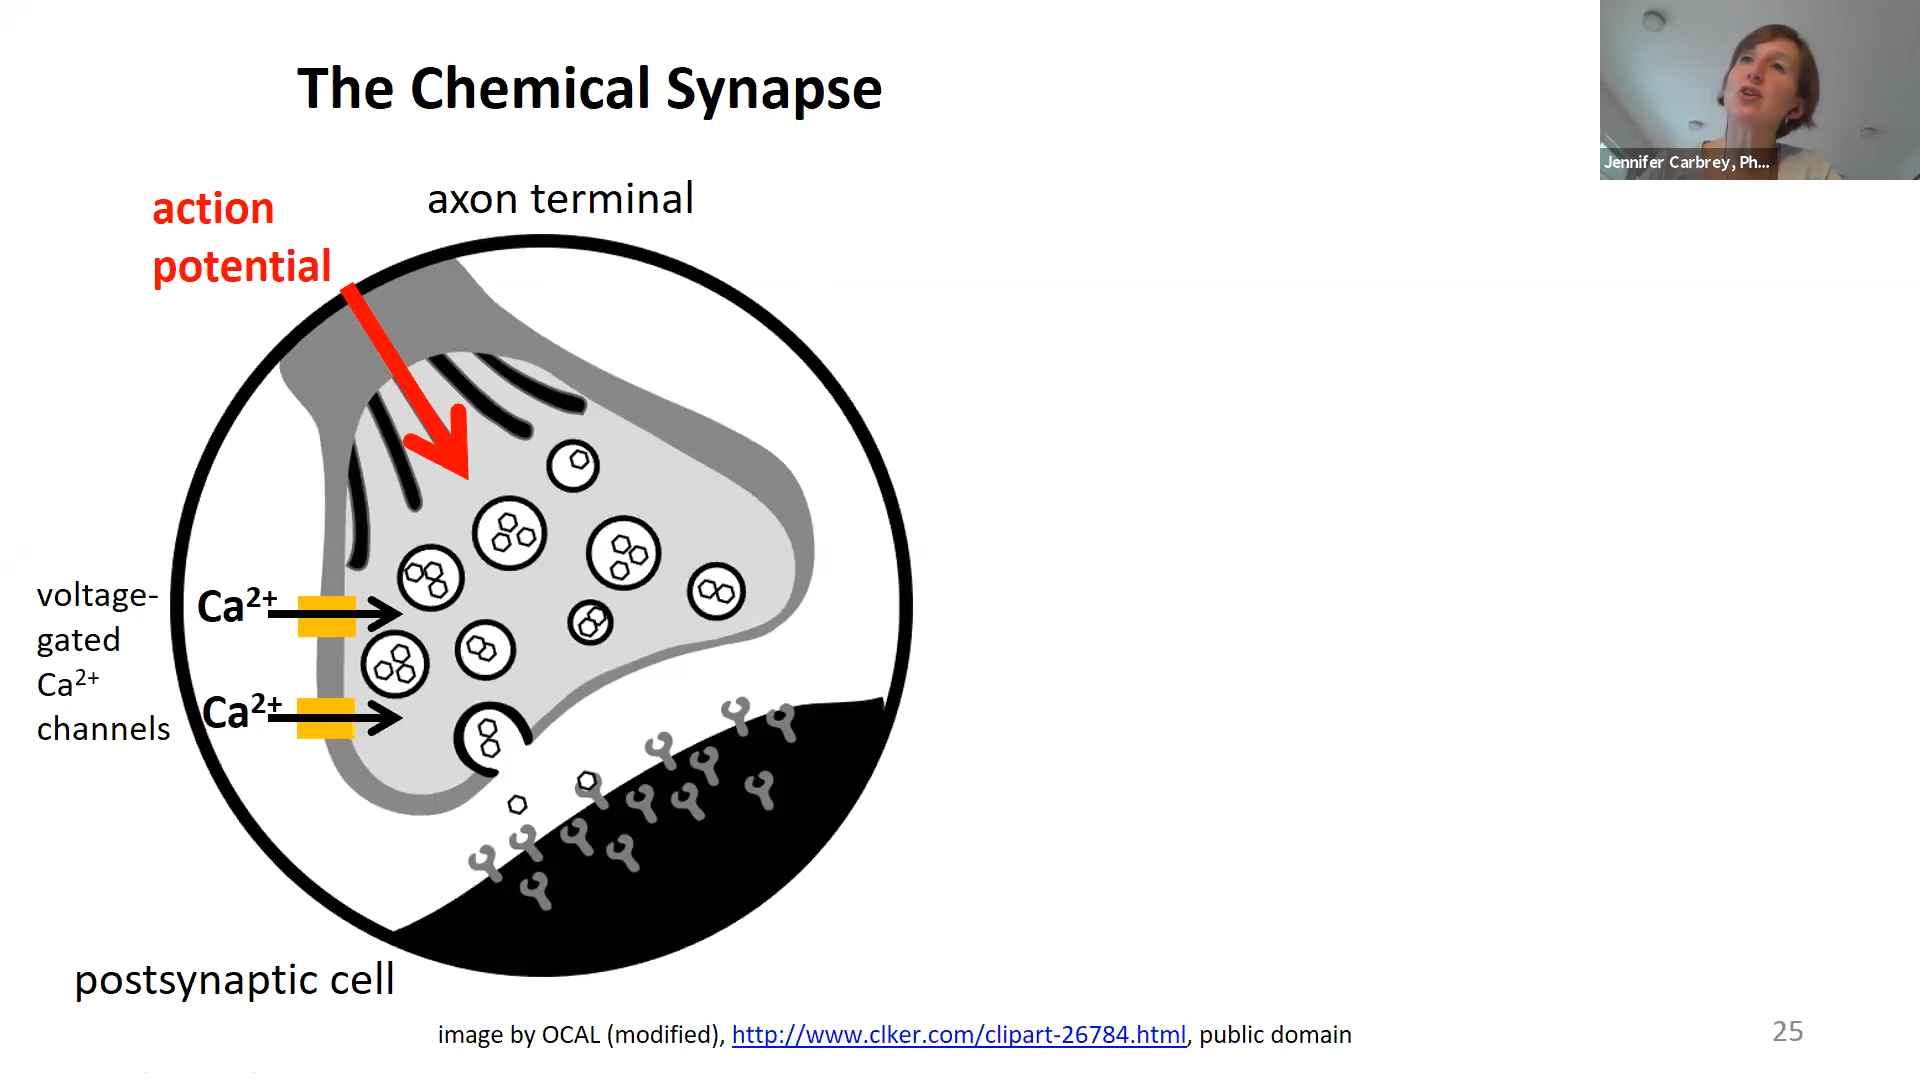 The Chemical Synapse
Jennifer Carbrey, Ph...
action
potential
axon terminal
voltage-
gated
Ca²⁺
channels
Ca²⁺
Ca²⁺
postsynaptic cell
image by OCAL (modified), http://www.clker.com/clipart-26784.html, public domain
25